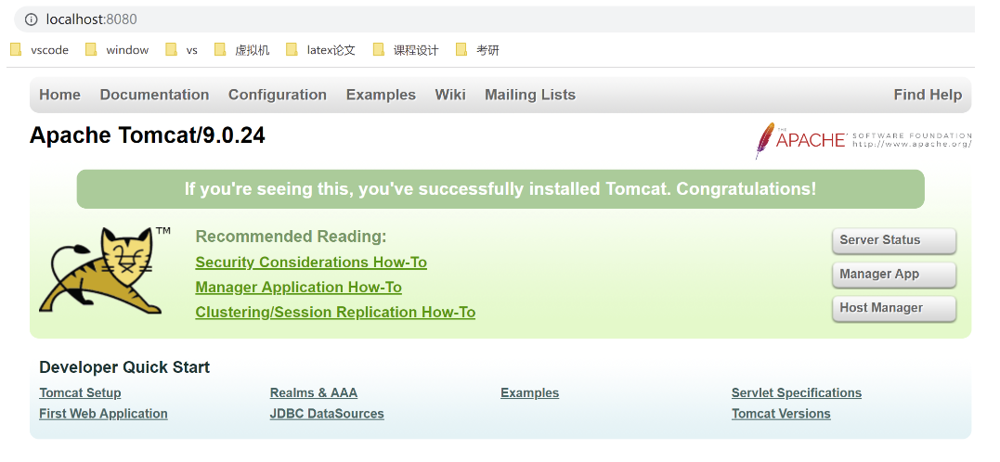 localhost:8080
vscode window vs 虚拟机 latex论文 课程设计 考研
Home Documentation Configuration Examples Wiki Mailing Lists Find Help
Apache Tomcat/9.0.24
THE
APACHE SOFTWARE FOUNDATION
http://www.apache.org/
If you're seeing this, you've successfully installed Tomcat. Congratulations!
TM
Recommended Reading:
Security Considerations How-To
Manager Application How-To
Clustering/Session Replication How-To
Server Status
Manager App
Host Manager
Developer Quick Start
Tomcat Setup Realms & AAA Examples Servlet Specifications
First Web Application JDBC DataSources Tomcat Versions